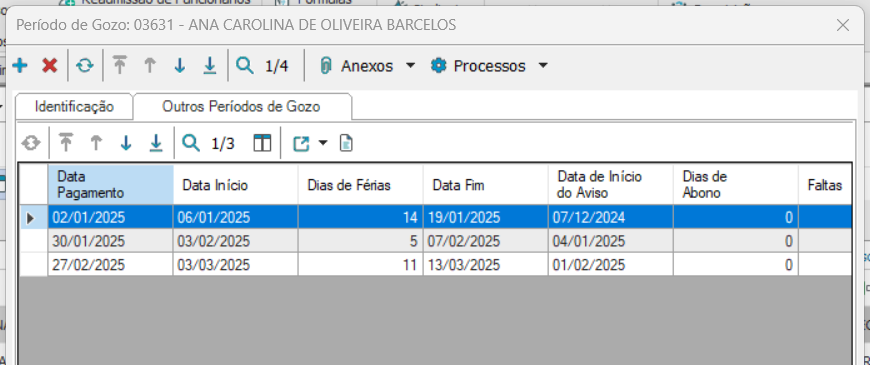 Readmissão de Funcionários
Fórmulas
Período de Gozo: 03631 - ANA CAROLINA DE OLIVEIRA BARCELOS
1/4 Anexos Processos
Identificação Outros Períodos de Gozo
1/3
Data Pagamento Data Início Dias de Férias Data Fim Data de Início do Aviso Dias de Abono Faltas
02/01/2025 06/01/2025 14 19/01/2025 07/12/2024 0
30/01/2025 03/02/2025 5 07/02/2025 04/01/2025 0
27/02/2025 03/03/2025 11 13/03/2025 01/02/2025 0